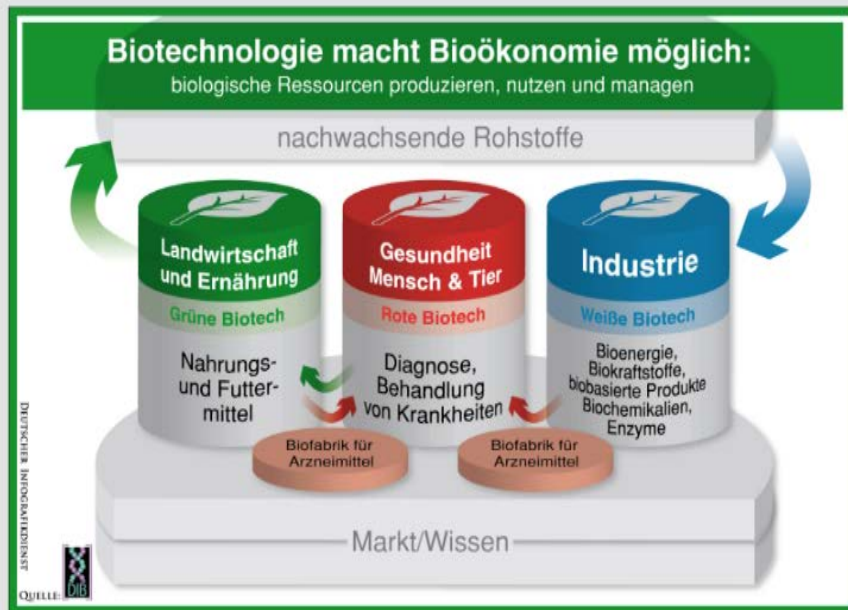 Biotechnologie macht Bioökonomie möglich:
biologische Ressourcen produzieren, nutzen und managen
nachwachsende Rohstoffe
Landwirtschaft
und Ernährung
Grüne Biotech
Nahrungs-
und Futter-
mittel
Gesundheit
Mensch & Tier
Rote Biotech
Diagnose,
Behandlung
von Krankheiten
Industrie
Weiße Biotech
Bioenergie,
Biokraftstoffe,
biobasierte Produkte
Biochemikalien,
Enzyme
Biofabrik für
Arzneimittel
Biofabrik für
Arzneimittel
Markt/Wissen
DEUTSCHER INFOGRAFIKDIENST
QUELLE:
DIB